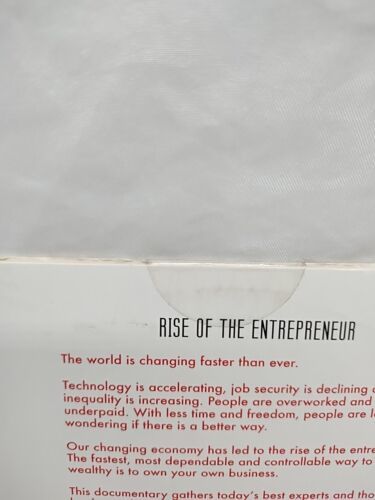 RISE OF THE ENTREPRENEUR
The world is changing faster than ever.
Technology is accelerating, job security is declining
inequality is increasing. People are overworked and
underpaid. With less time and freedom, people are
wondering if there is a better way.
Our changing economy has led to the rise of the
The fastest, most dependable and controllable way to
wealthy is to own your own business.
This documentary gathers today's best experts and